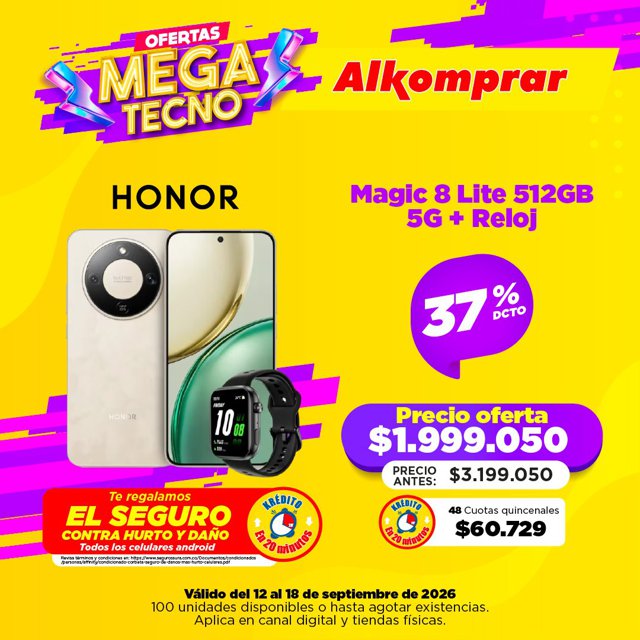 OFERTAS
MEGA
TECNO
Alkomprar
HONOR
Magic 8 Lite 512GB
5G + Reloj
37%
DCTO
HONOR
10
08
Precio oferta
$1.999.050
PRECIO
ANTES:
$3.199.050
Te regalamos
EL SEGURO
CONTRA HURTO Y DAÑO
Todos los celulares android
KRÉDITO
En 20 minutos
KRÉDITO
En 20 minutos
48 Cuotas quincenales
$60.729
Válido del 12 al 18 de septiembre de 2026
100 unidades disponibles o hasta agotar existencias.
Aplica en canal digital y tiendas físicas.